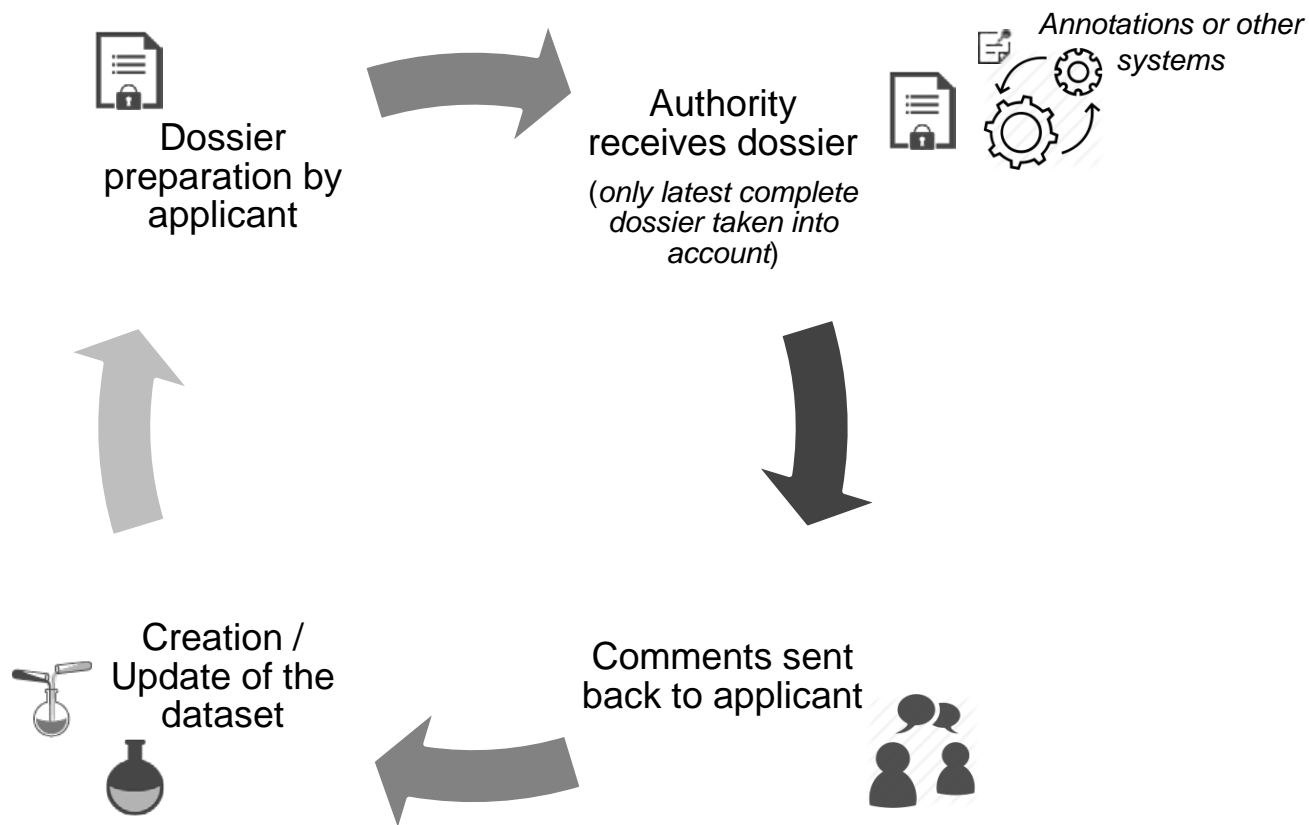 Dossier
preparation by
applicant
Authority
receives dossier
(only latest complete
dossier taken into
account)
Annotations or other
systems
Comments sent
back to applicant
Creation /
Update of the
dataset